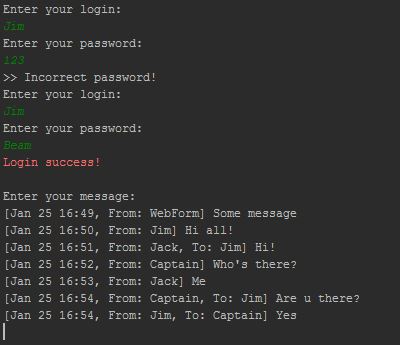 Enter your login:
Jim
Enter your password:
123
>> Incorrect password!
Enter your login:
Jim
Enter your password:
Beam
Login success!
Enter your message:
[Jan 25 16:49, From: WebForm] Some message
[Jan 25 16:50, From: Jim] Hi all!
[Jan 25 16:51, From: Jack, To: Jim] Hi!
[Jan 25 16:52, From: Captain] Who's there?
[Jan 25 16:53, From: Jack] Me
[Jan 25 16:54, From: Captain, To: Jim] Are u there?
[Jan 25 16:54, From: Jim, To: Captain] Yes